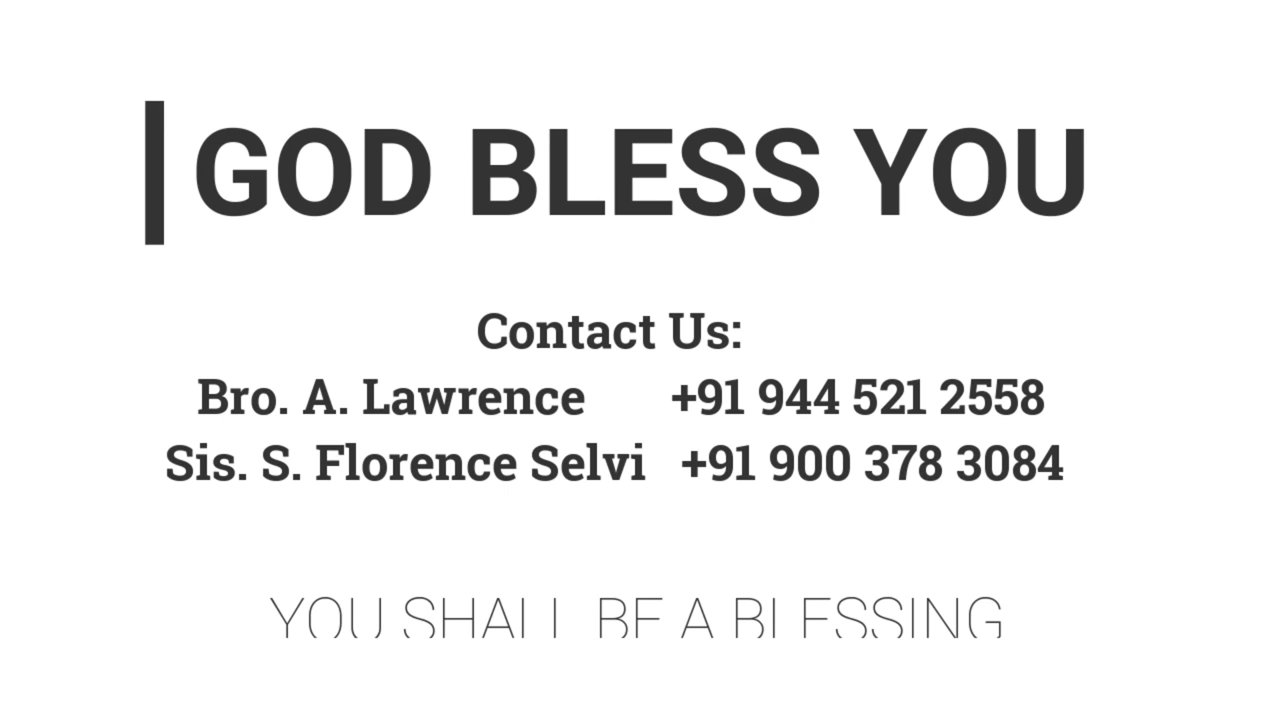 GOD BLESS YOU
Contact Us:
Bro. A. Lawrence +91 944 521 2558
Sis. S. Florence Selvi +91 900 378 3084
YOU SHALL BE A BLESSING